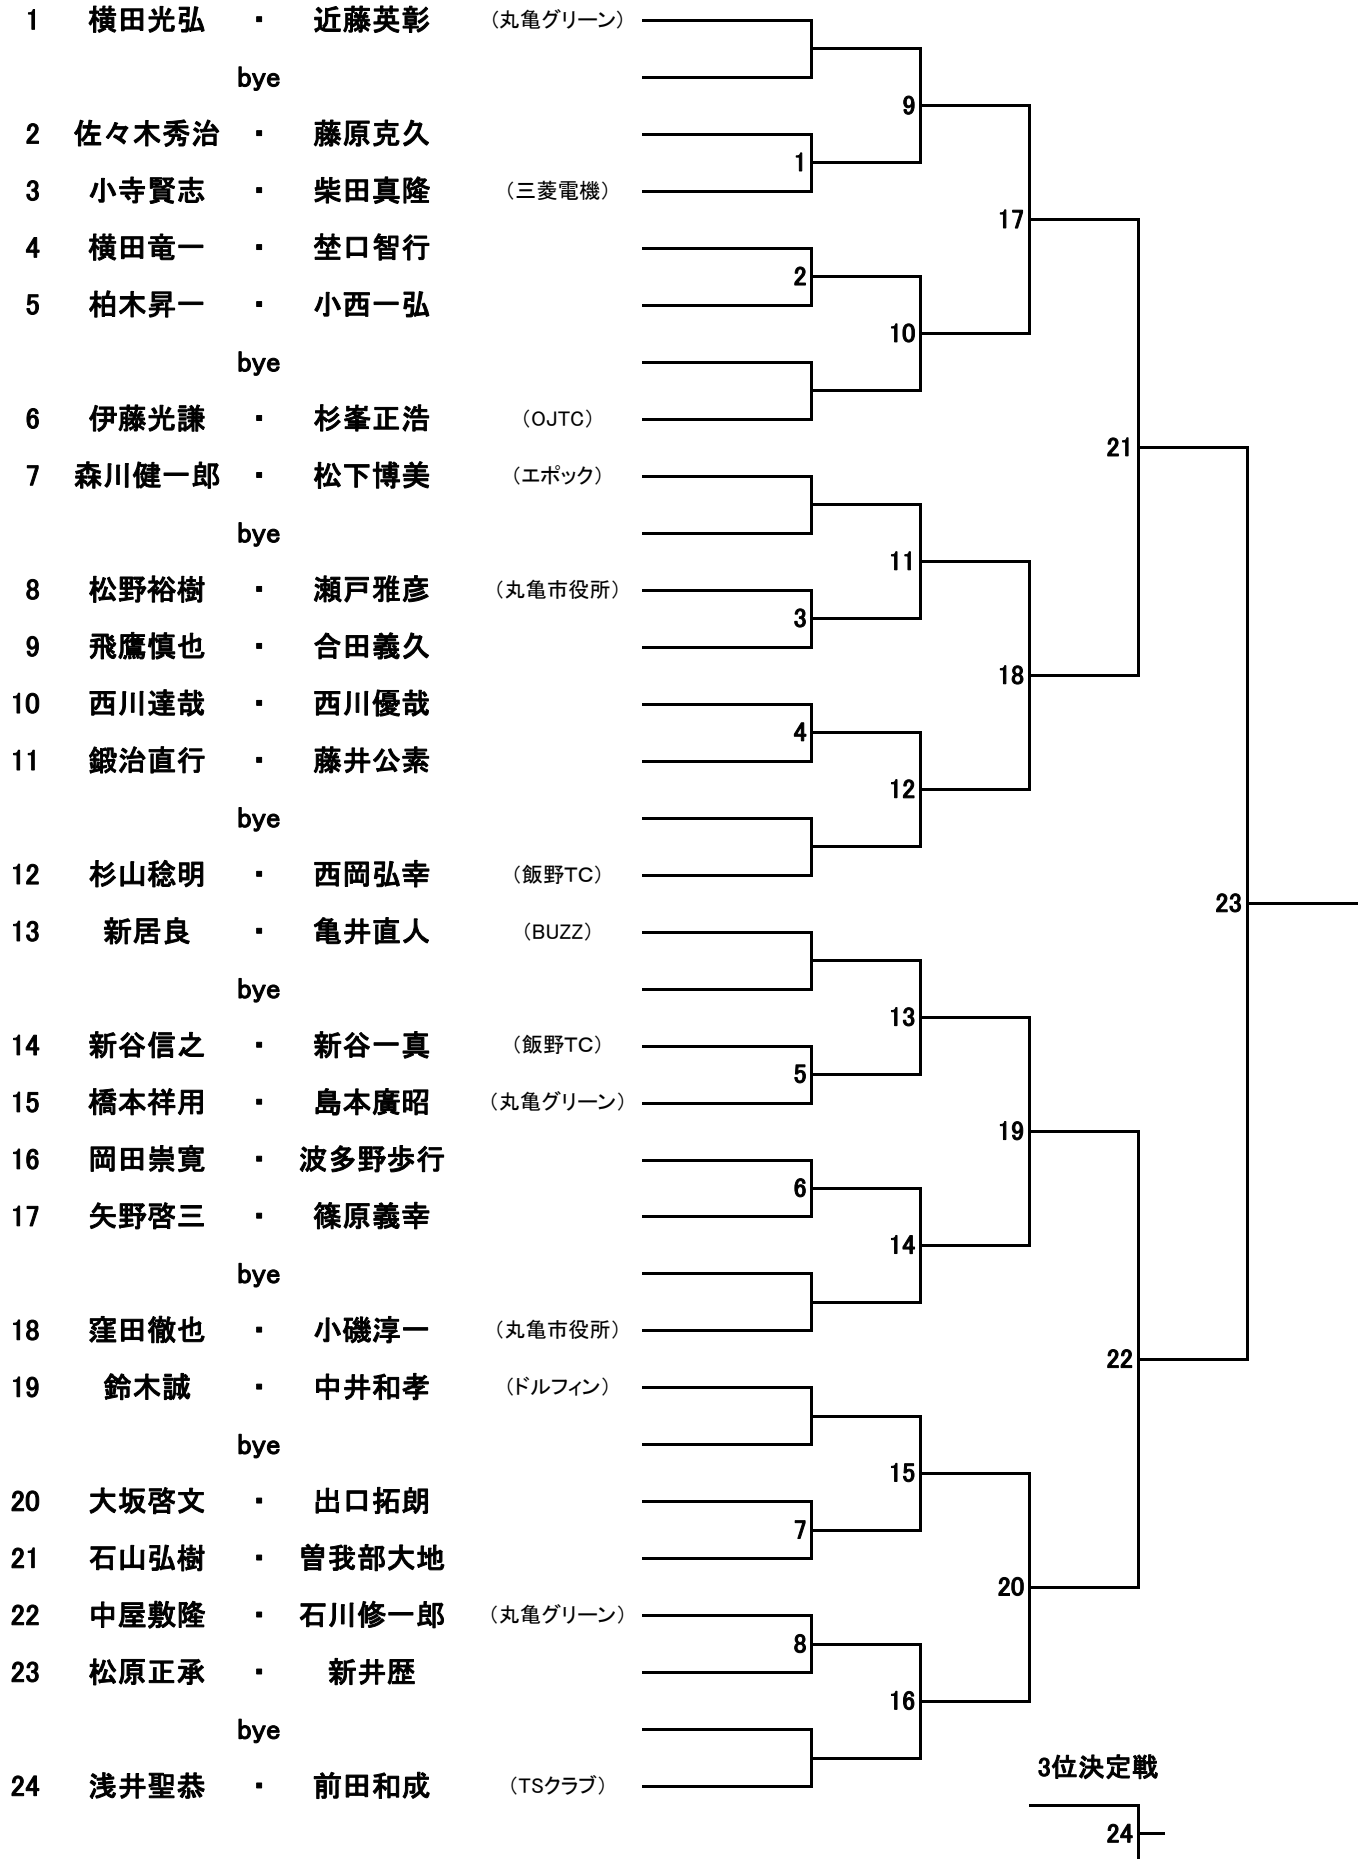 1 横田光弘 ・ 近藤英彰 (丸亀グリーン)
bye
9
2 佐々木秀治 ・ 藤原克久
1
3 小寺賢志 ・ 柴田真隆 (三菱電機)
17
4 横田竜一 ・ 埜口智行
2
5 柏木昇一 ・ 小西一弘
10
bye
6 伊藤光謙 ・ 杉峯正浩 (OJTC)
21
7 森川健一郎 ・ 松下博美 (エポック)
bye
11
8 松野裕樹 ・ 瀬戸雅彦 (丸亀市役所)
3
9 飛鷹慎也 ・ 合田義久
18
10 西川達哉 ・ 西川優哉
4
11 鍛治直行 ・ 藤井公素
12
bye
12 杉山稔明 ・ 西岡弘幸 (飯野TC)
23
13 新居良 ・ 亀井直人 (BUZZ)
bye
13
14 新谷信之 ・ 新谷一真 (飯野TC)
5
15 橋本祥用 ・ 島本廣昭 (丸亀グリーン)
19
16 岡田崇寛 ・ 波多野歩行
6
17 矢野啓三 ・ 篠原義幸
14
bye
18 窪田徹也 ・ 小磯淳一 (丸亀市役所)
22
19 鈴木誠 ・ 中井和孝 (ドルフィン)
bye
15
20 大坂啓文 ・ 出口拓朗
7
21 石山弘樹 ・ 曽我部大地
20
22 中屋敷隆 ・ 石川修一郎 (丸亀グリーン)
8
23 松原正承 ・ 新井歴
16
bye
3位決定戦
24 浅井聖恭 ・ 前田和成 (TSクラブ)
24